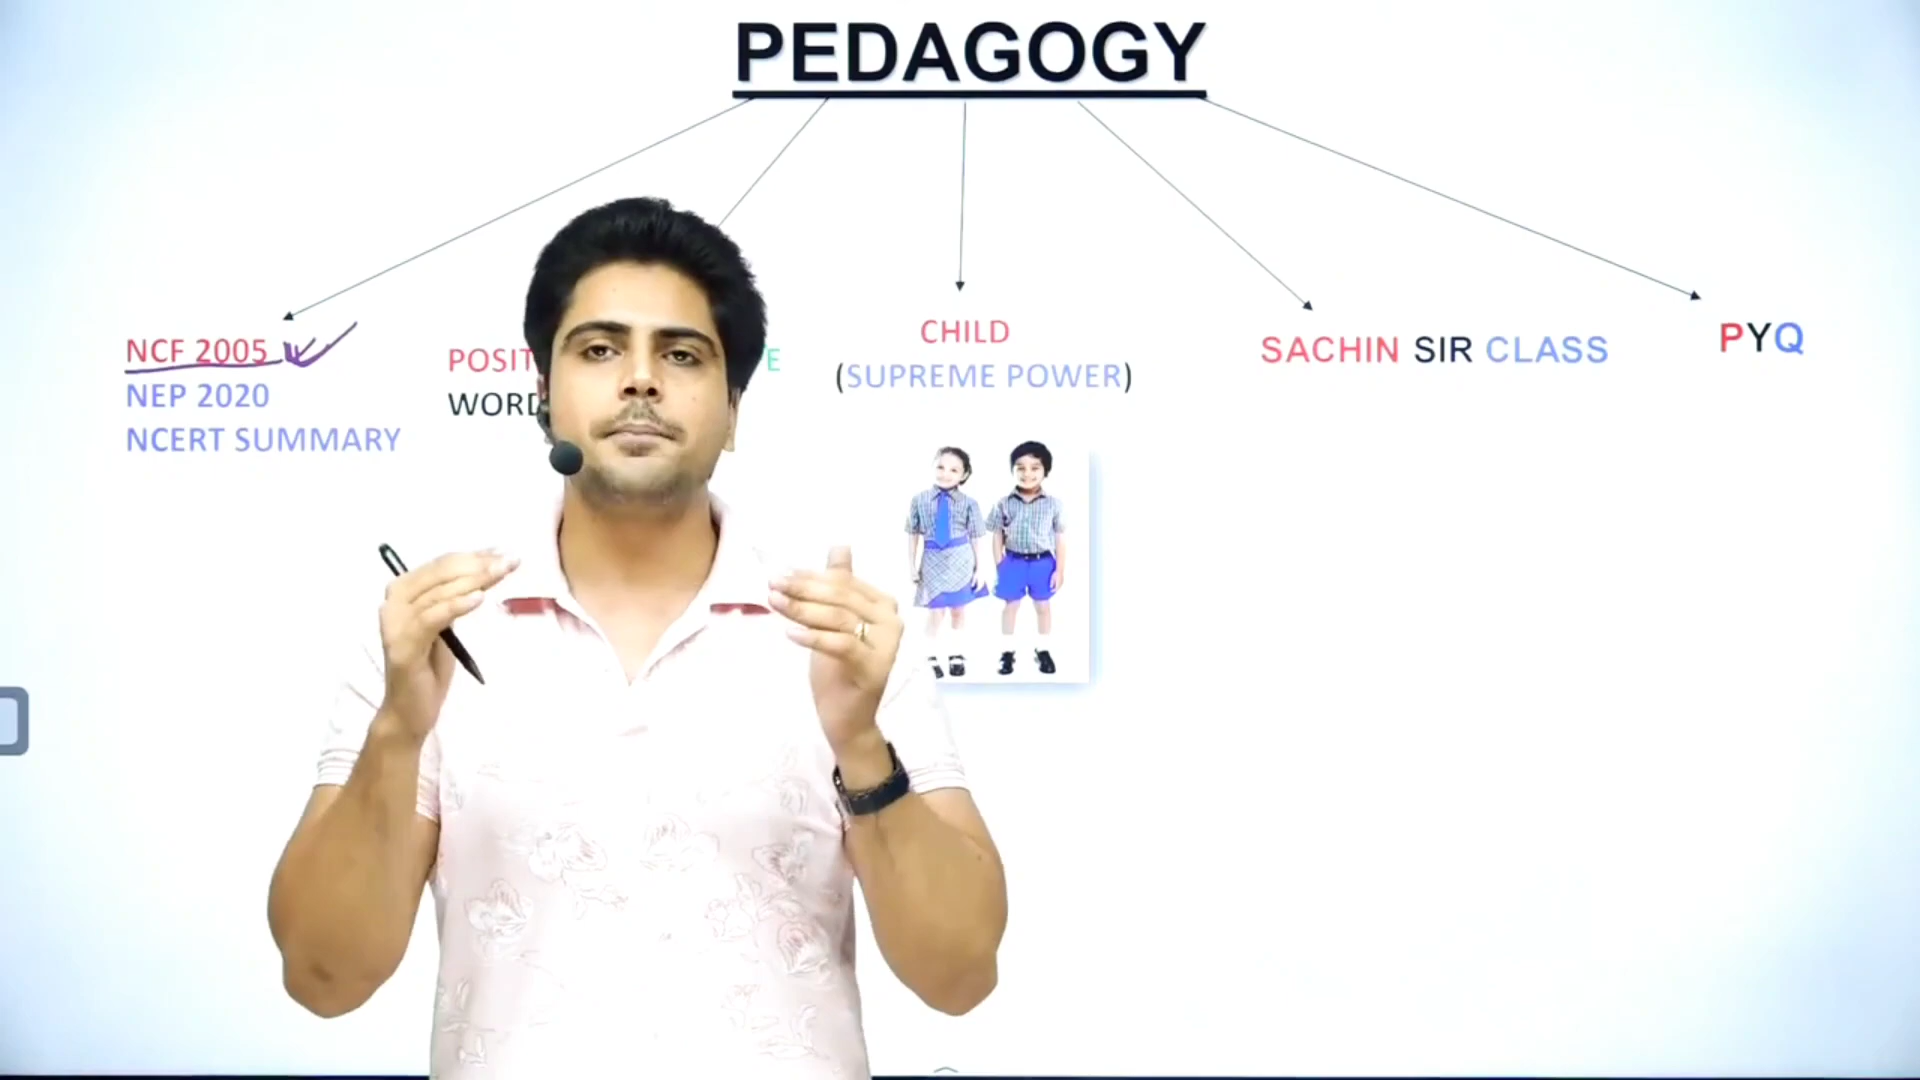 PEDAGOGY
NCF 2005
NEP 2020
NCERT SUMMARY
CHILD
(SUPREME POWER)
SACHIN SIR CLASS
PYQ